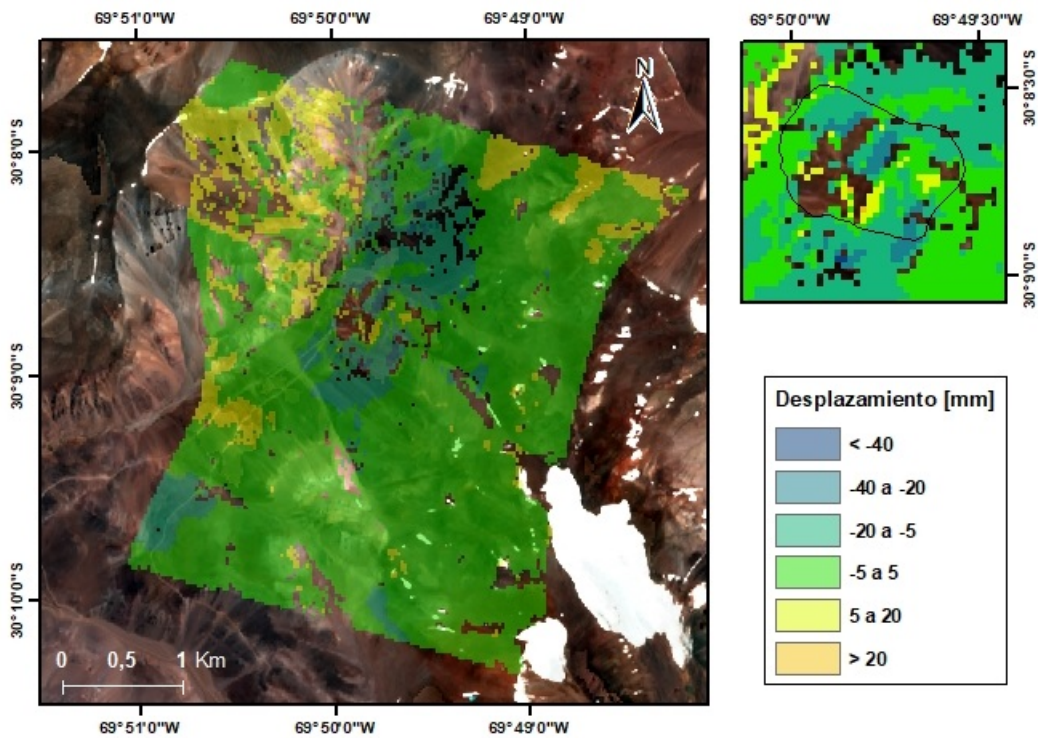 69°51'0"W 69°50'0"W 69°49'0"W
69°50'0"W 69°49'30"W
N
30°8'0"S
30°9'0"S
30°10'0"S
30°8'30"S
30°9'0"S
Desplazamiento [mm]
< -40
-40 a -20
-20 a -5
-5 a 5
5 a 20
> 20
0 0,5 1 Km
69°51'0"W 69°50'0"W 69°49'0"W